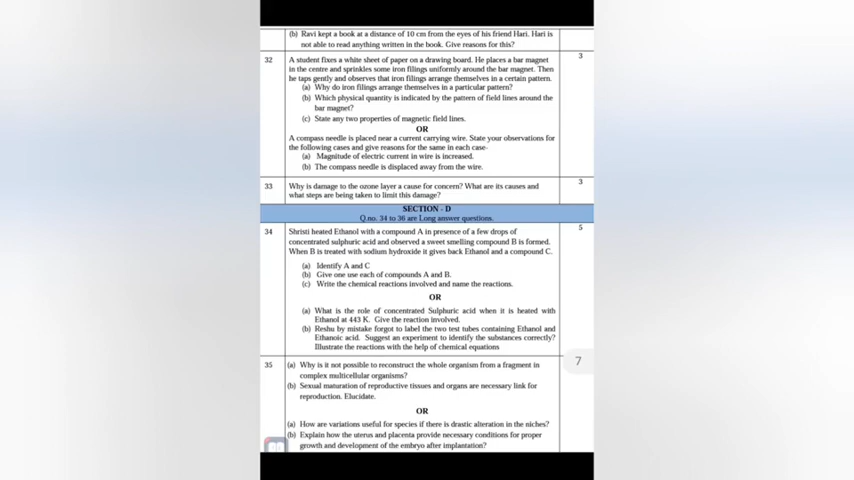 (b) Ravi kept a book at a distance of 10 cm from the eyes of his friend Hari. Hari is
not able to read anything written in the book. Give reasons for this?
32 A student fixes a white sheet of paper on a drawing board. He places a bar magnet 3
in the centre and sprinkles some iron filings uniformly around the bar magnet. Then
he taps gently and observes that iron filings arrange themselves in a certain pattern.
(a) Why do iron filings arrange themselves in a particular pattern?
(b) Which physical quantity is indicated by the pattern of field lines around the
bar magnet?
(c) State any two properties of magnetic field lines.
OR
A compass needle is placed near a current carrying wire. State your observations for
the following cases and give reasons for the same in each case-
(a) Magnitude of electric current in wire is increased.
(b) The compass needle is displaced away from the wire.
33 Why is damage to the ozone layer a cause for concern? What are its causes and 3
what steps are being taken to limit this damage?
SECTION - D
Q.no. 34 to 36 are Long answer questions.
34 Shristi heated Ethanol with a compound A in presence of a few drops of 5
concentrated sulphuric acid and observed a sweet smelling compound B is formed.
When B is treated with sodium hydroxide it gives back Ethanol and a compound C.
(a) Identify A and C
(b) Give one use each of compounds A and B.
(c) Write the chemical reactions involved and name the reactions.
OR
(a) What is the role of concentrated Sulphuric acid when it is heated with
Ethanol at 443 K. Give the reaction involved.
(b) Reshu by mistake forgot to label the two test tubes containing Ethanol and
Ethanoic acid. Suggest an experiment to identify the substances correctly?
Illustrate the reactions with the help of chemical equations
7
35 (a) Why is it not possible to reconstruct the whole organism from a fragment in
complex multicellular organisms?
(b) Sexual maturation of reproductive tissues and organs are necessary link for
reproduction. Elucidate.
OR
(a) How are variations useful for species if there is drastic alteration in the niches?
(b) Explain how the uterus and placenta provide necessary conditions for proper
growth and development of the embryo after implantation?